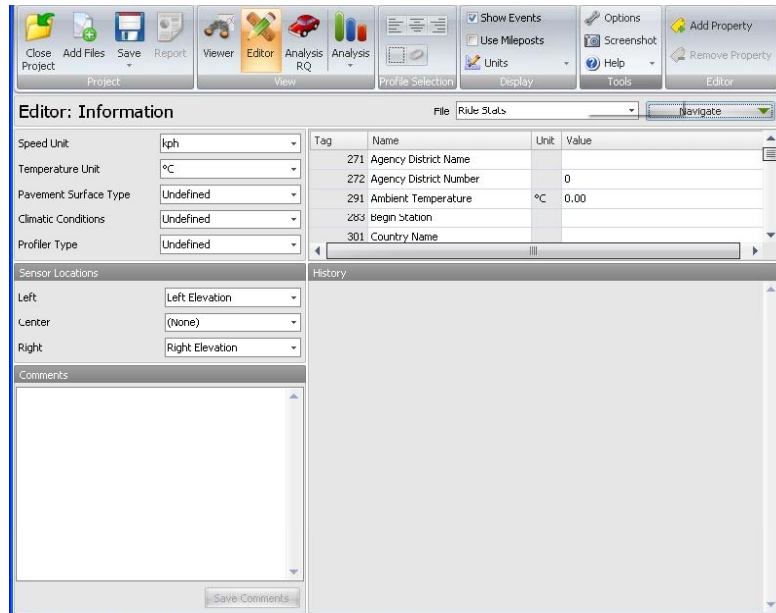 Close Project
Add Files
Save
Report
Project
Viewer
Editor
Analysis RQ
Analysis
View
Profile Selection
Show Events
Use Mileposts
Units
Display
Options
Screenshot
Help
Tools
Add Property
Remove Property
Editor
Editor: Information
File
Ride Stats
Navigate
Speed Unit
kph
Temperature Unit
°C
Pavement Surface Type
Undefined
Climatic Conditions
Undefined
Profiler Type
Undefined
Tag Name Unit Value
271 Agency District Name
272 Agency District Number 0
291 Ambient Temperature °C 0.00
283 Begin Station
301 Country Name
Sensor Locations
Left
Left Elevation
Center
(None)
Right
Right Elevation
History
Comments
Save Comments